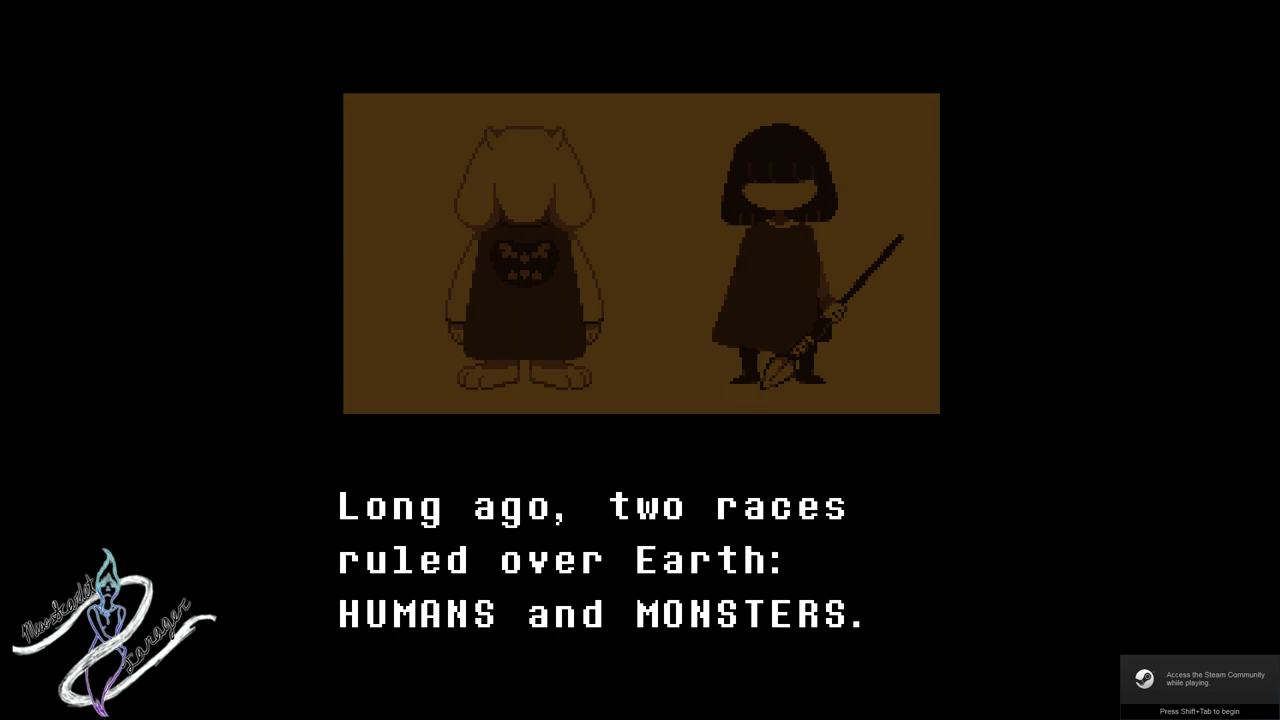 Long ago, two races
ruled over Earth:
HUMANS and MONSTERS.
Access the Steam Community
while playing.
Press Shift+Tab to begin